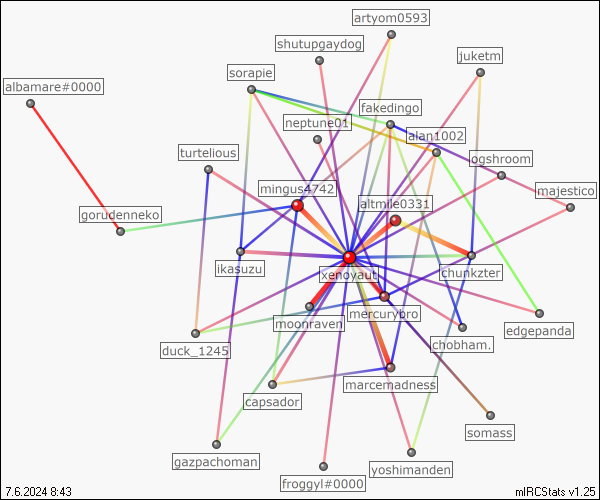 artyom0593
shutupgaydog
juketm
sorapie
albamare#0000
fakedingo
neptune01
alan1002
turtelious
ogshroom
mingus4742
majestico
altmile0331
gorudenneko
ikasuzu
xenoyaut
chunkzter
mercurybro
moonraven
edgepanda
chobham.
duck_1245
marcemadness
capsador
somass
gazpachoman
yoshimanden
froggyl#0000
7.6.2024 8:43
mIRCStats v1.25